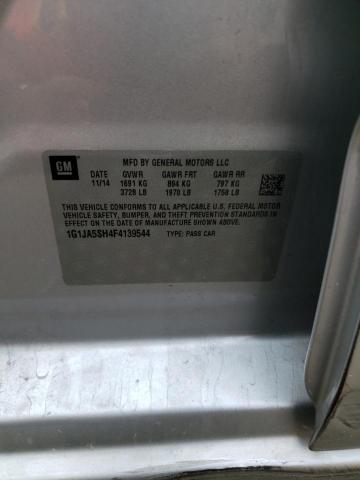 GM
MFD BY GENERAL MOTORS LLC
DATE GVWR GAWR FRT GAWR RR
11/14 1691 KG 894 KG 797 KG
3728 LB 1970 LB 1758 LB
THIS VEHICLE CONFORMS TO ALL APPLICABLE U.S. FEDERAL MOTOR
VEHICLE SAFETY, BUMPER, AND THEFT PREVENTION STANDARDS IN
EFFECT ON THE DATE OF MANUFACTURE SHOWN ABOVE.
1G1JA5SH4F4139544 TYPE: PASS CAR